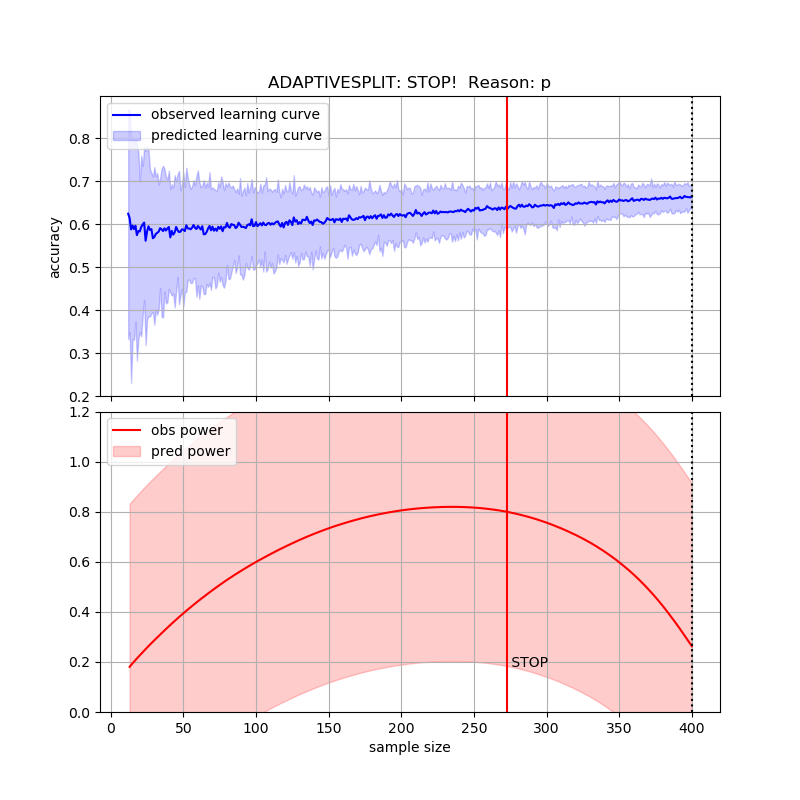 ADAPTIVESPLIT: STOP!  Reason: p
observed learning curve
predicted learning curve
accuracy
0.8
0.7
0.6
0.5
0.4
0.3
0.2
obs power
pred power
1.2
1.0
0.8
0.6
0.4
0.2
0.0
STOP
0 50 100 150 200 250 300 350 400
sample size